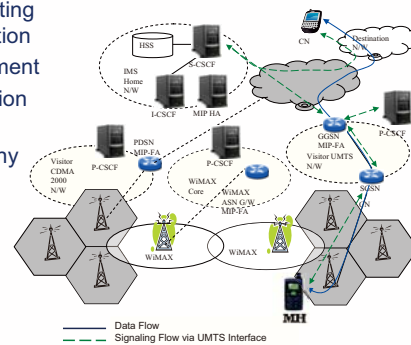 ting
tion
ment
ion
ny
HSS
S-CSCF
IMS
Home
N/W
I-CSCF
MIP HA
CN
Destination
N/W
GGSN
MIP-FA
P-CSCF
Visitor UMTS
N/W
SGSN
Visitor
CDMA
2000
N/W
P-CSCF
PDSN
MIP-FA
P-CSCF
WiMAX
Core
WiMAX
ASN G/W
MIP-FA
WiMAX
WiMAX
MH
Data Flow
Signaling Flow via UMTS Interface